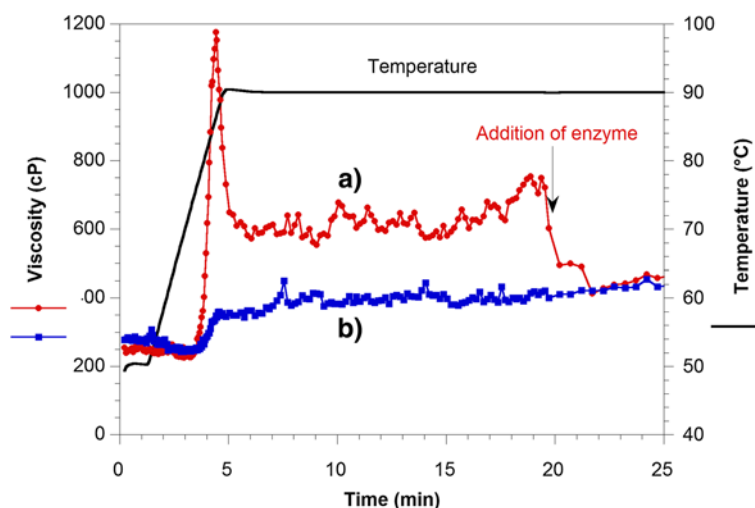 1200
1000
800
600
.00
200
0
Viscosity (cP)
100
90
80
70
60
50
40
Temperature (°C)
Temperature
Addition of enzyme
a)
b)
0 5 10 15 20 25
Time (min)